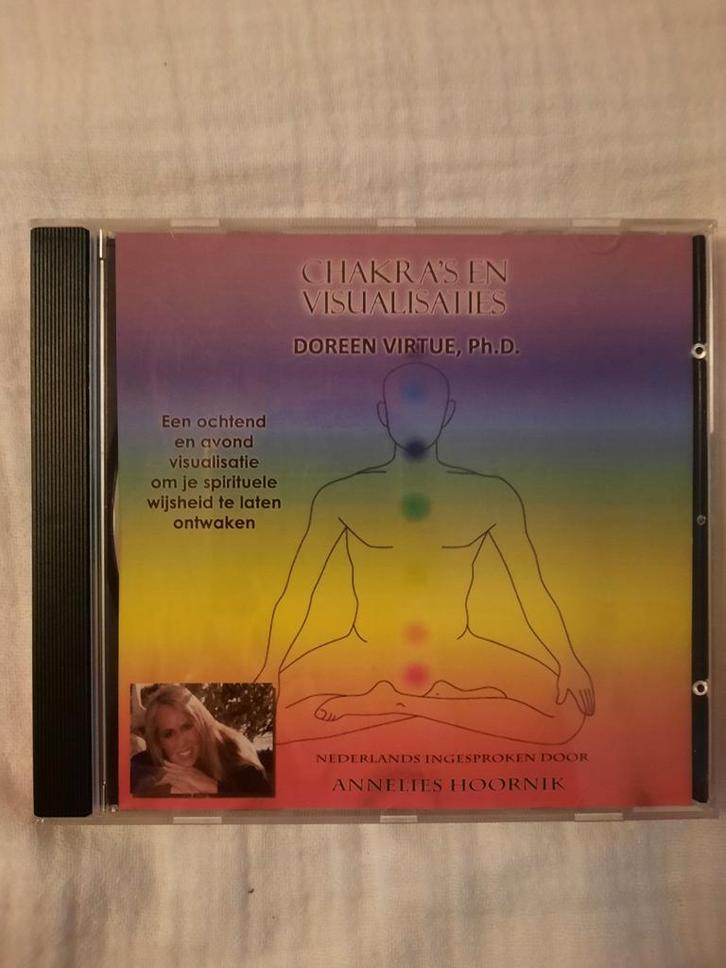 CHAKRA'S EN
VISUALISATIES
DOREEN VIRTUE, Ph.D.
Een ochtend
en avond
visualisatie
om je spirituele
wijsheid te laten
ontwaken
NEDERLANDS INGESPROKEN DOOR
ANNELIES HOORNIK